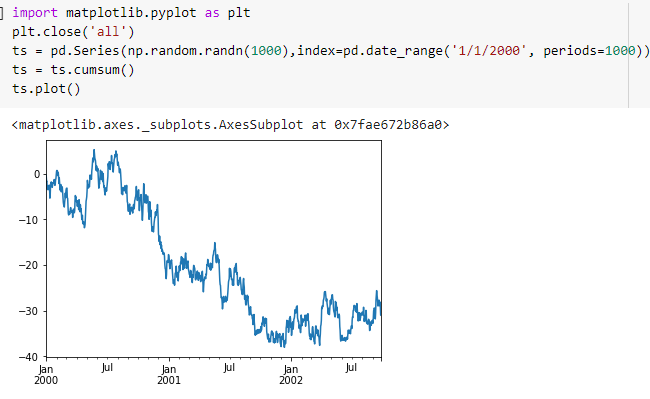 ] import matplotlib.pyplot as plt
plt.close('all')
ts = pd.Series(np.random.randn(1000),index=pd.date_range('1/1/2000', periods=1000))
ts = ts.cumsum()
ts.plot()
<matplotlib.axes._subplots.AxesSubplot at 0x7fae672b86a0>
0
−10
−20
−30
−40
Jan Jul Jan Jul Jan Jul
2000 2001 2002